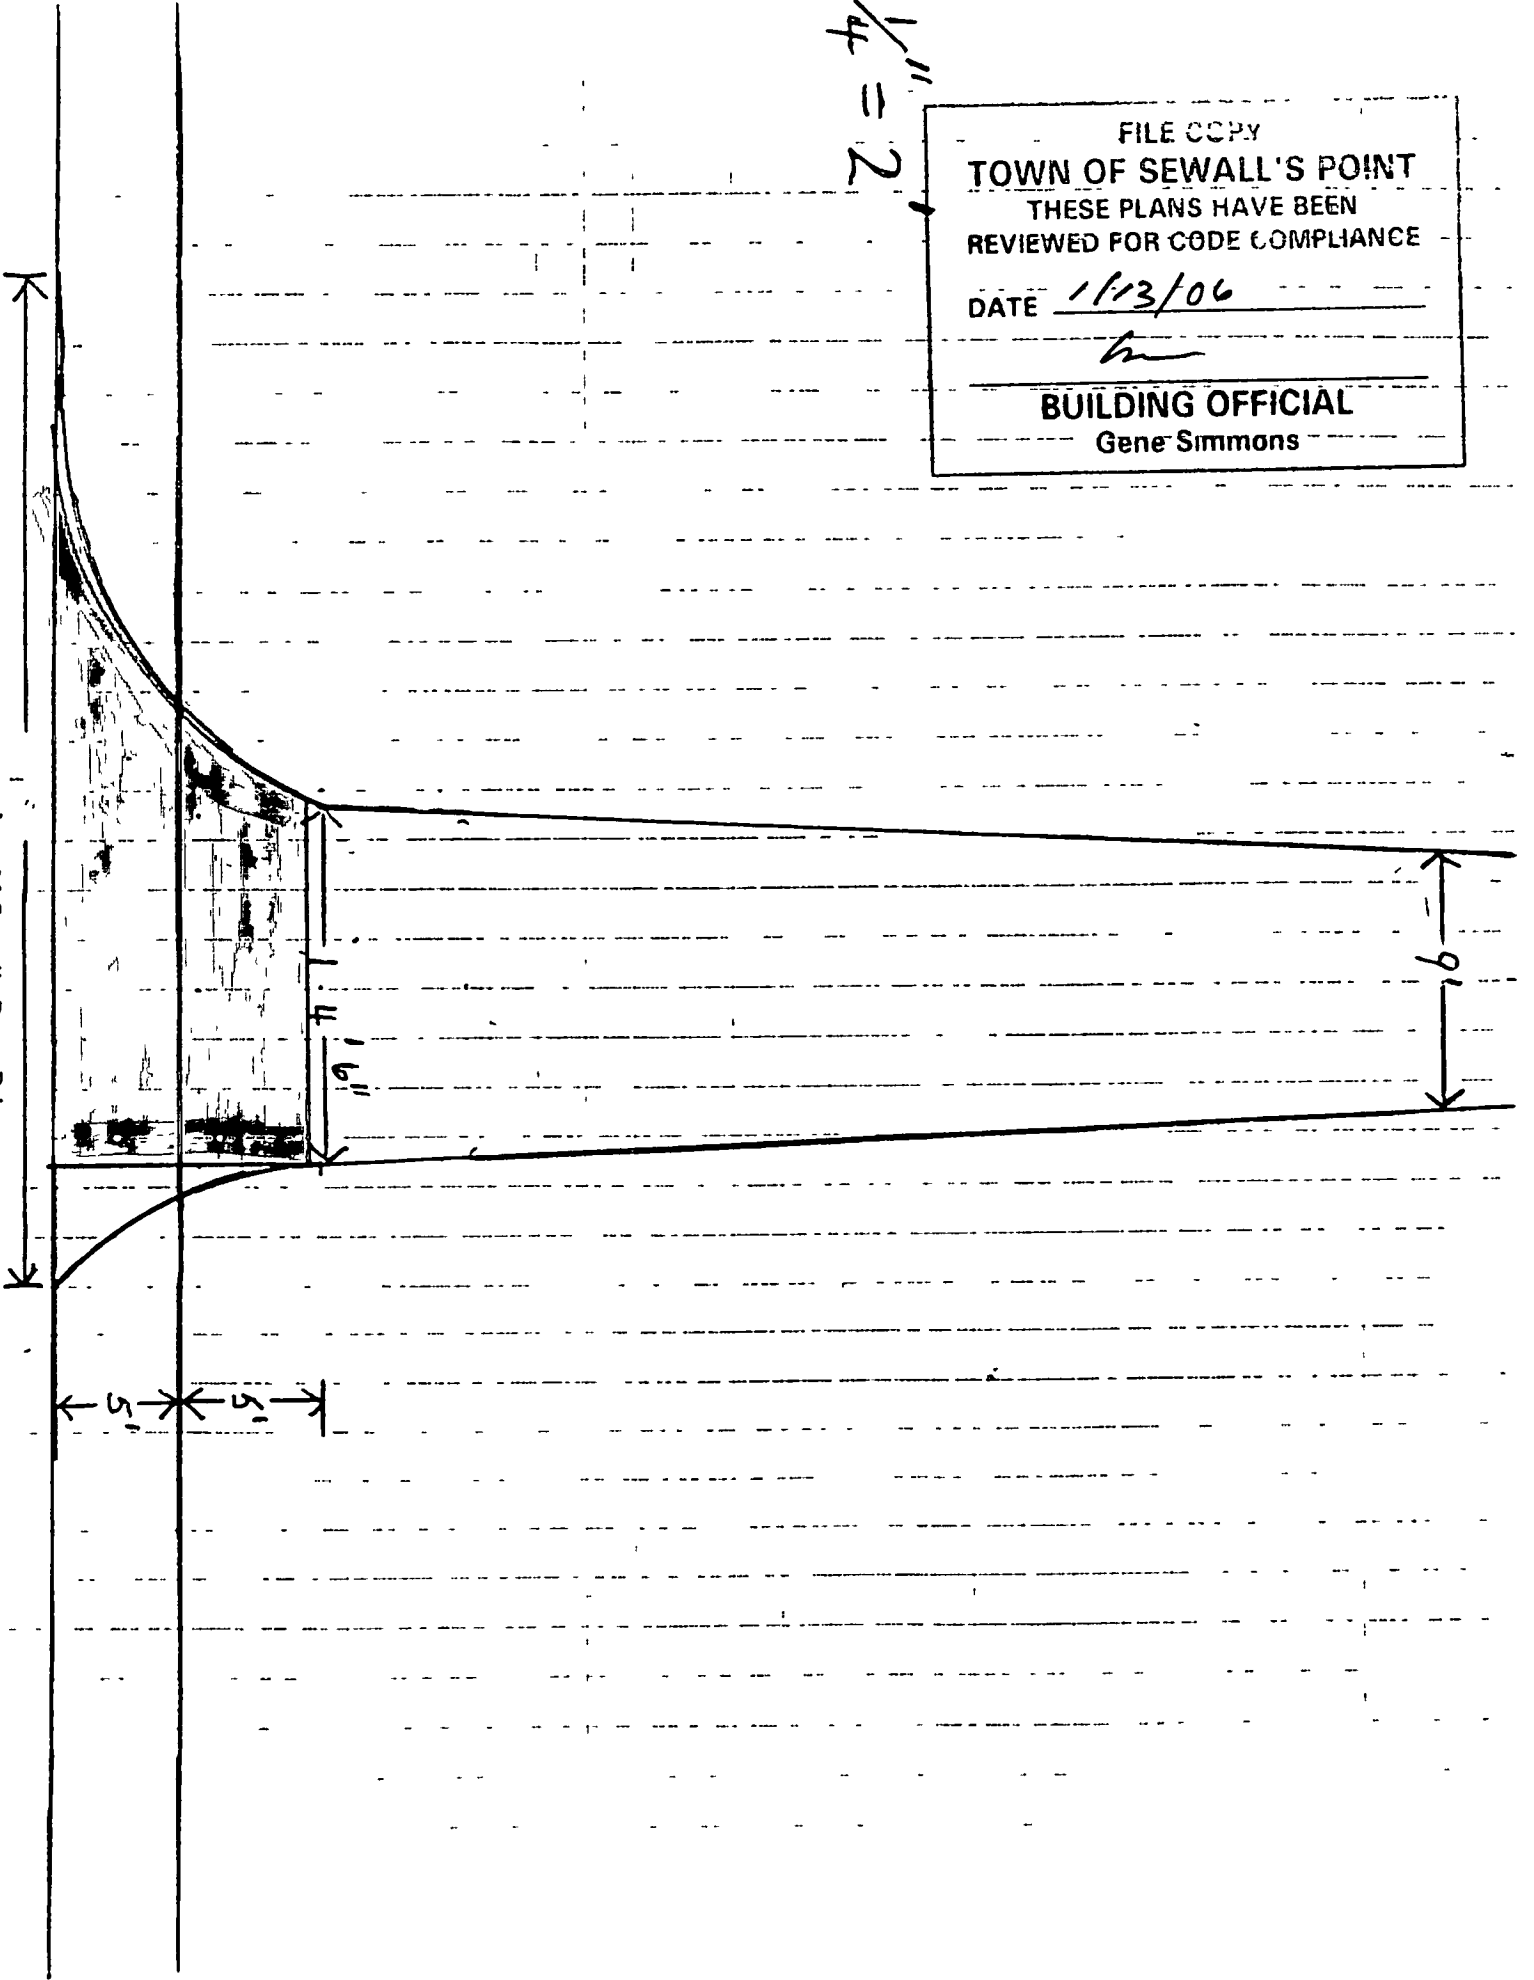 1/4" = 2'
FILE COPY
TOWN OF SEWALL'S POINT
THESE PLANS HAVE BEEN
REVIEWED FOR CODE COMPLIANCE
DATE 1/13/06
BUILDING OFFICIAL
Gene Simmons
9'
14'6"
5'
5'